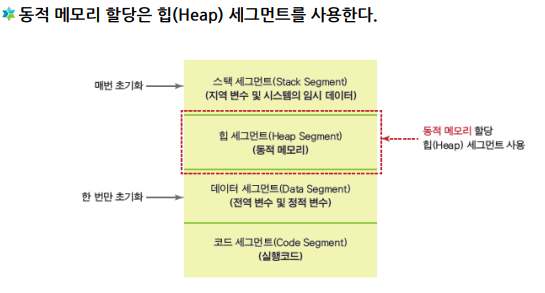 동적 메모리 할당은 힙(Heap) 세그먼트를 사용한다.
매번 초기화
스택 세그먼트(Stack Segment)
(지역 변수 및 시스템의 임시 데이터)
힙 세그먼트(Heap Segment)
(동적 메모리)
동적 메모리 할당
힙(Heap) 세그먼트 사용
한 번만 초기화
데이터 세그먼트(Data Segment)
(전역 변수 및 정적 변수)
코드 세그먼트(Code Segment)
(실행코드)